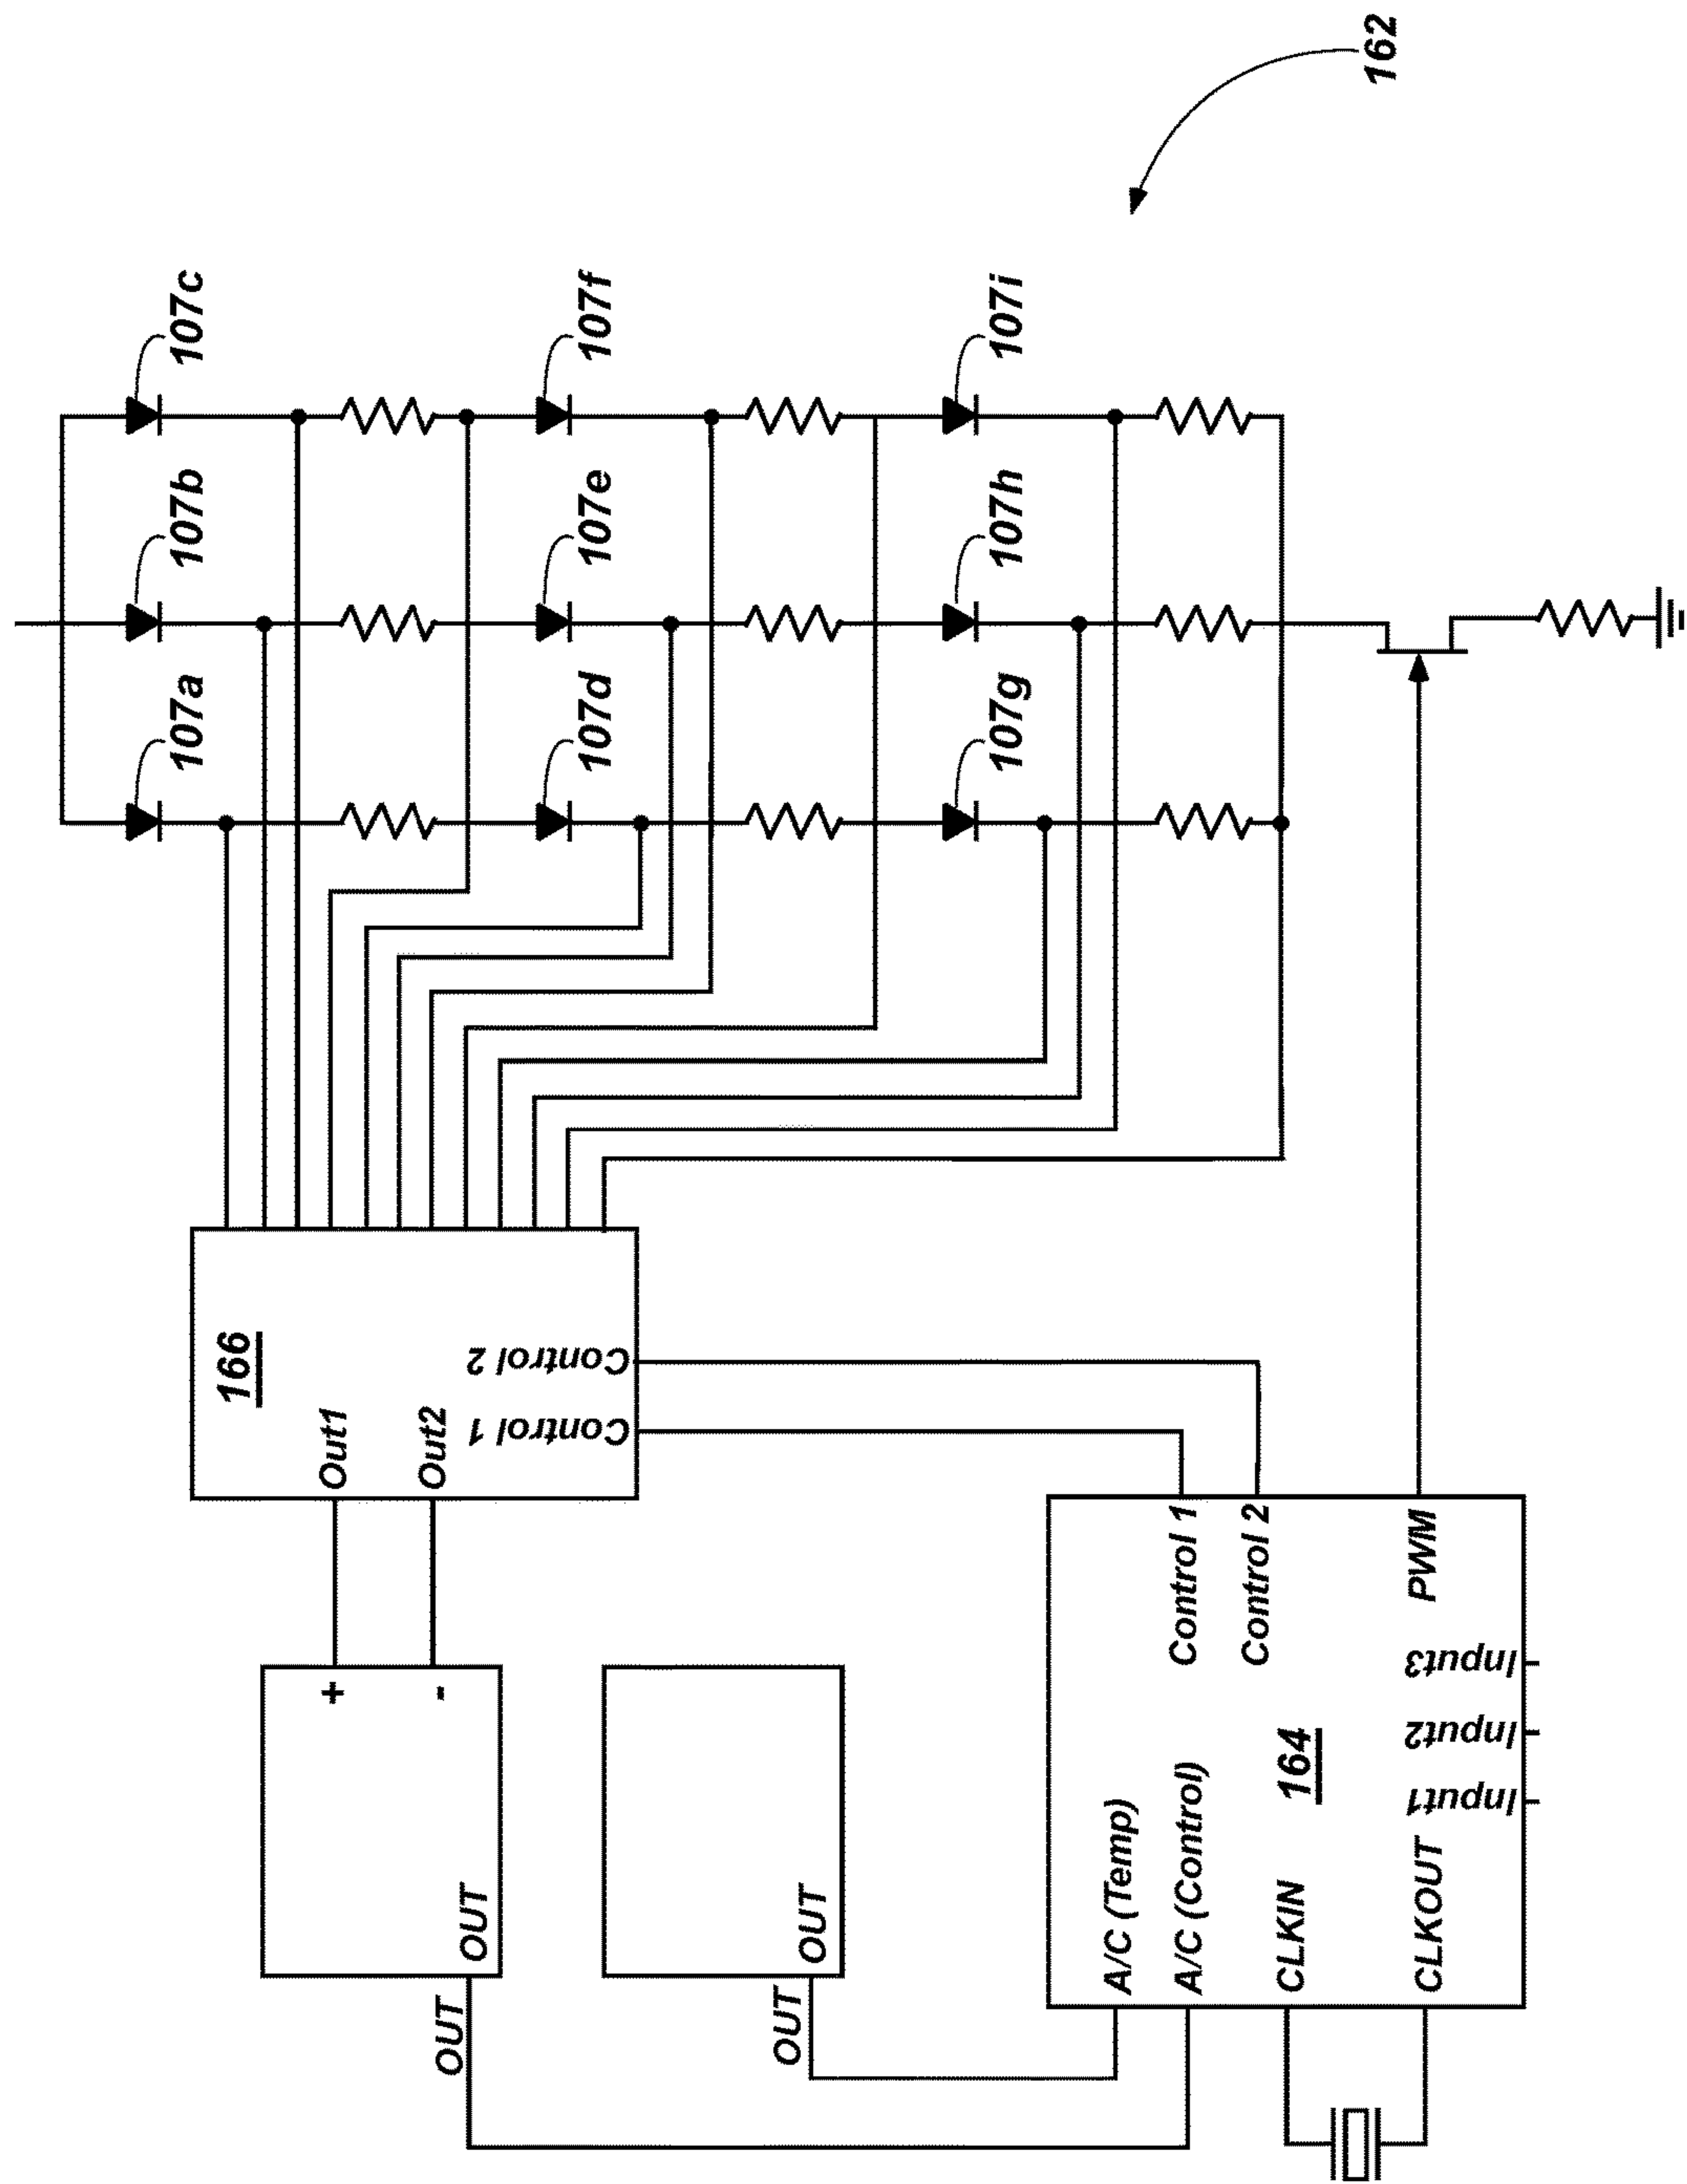 162
107c
107f
107i
107b
107e
107h
107a
107d
107g
166
Out1
Out2
Control 1
Control 2
+
-
OUT
OUT
OUT
OUT
164
A/C (Temp)
A/C (Control)
CLKIN
CLKOUT
Control 1
Control 2
PWM
Input1
Input2
Input3